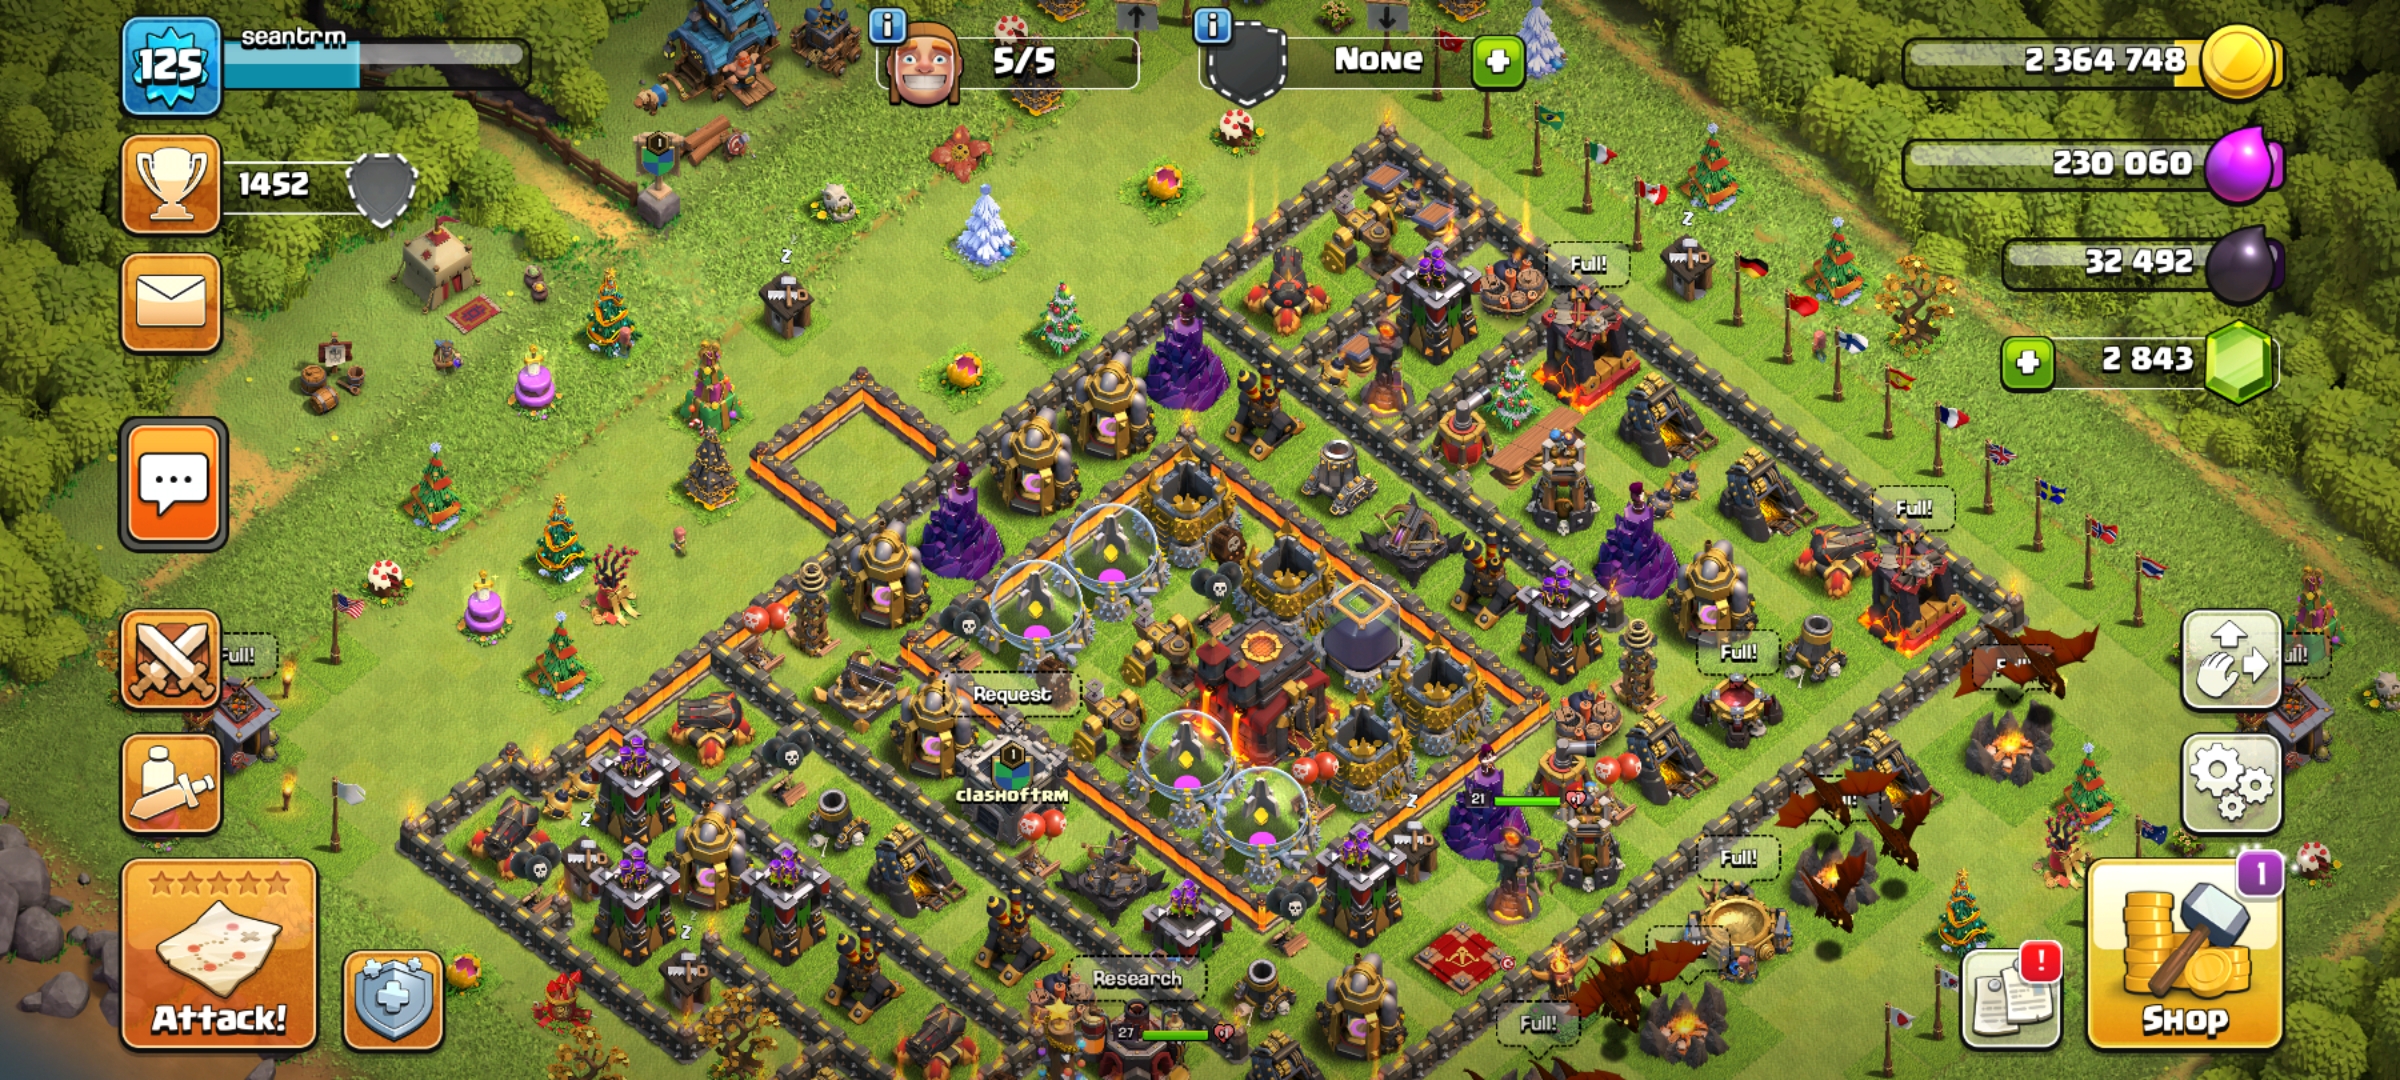 125
seantrm
5/5
None
2 364 748
1452
230 060
z
z
Full!
32 492
2 843
Full!
Full!
Full!
Request
clashoftrm
21
z
z
Full!
1
Attack!
z
Research
Full!
27
!
Shop